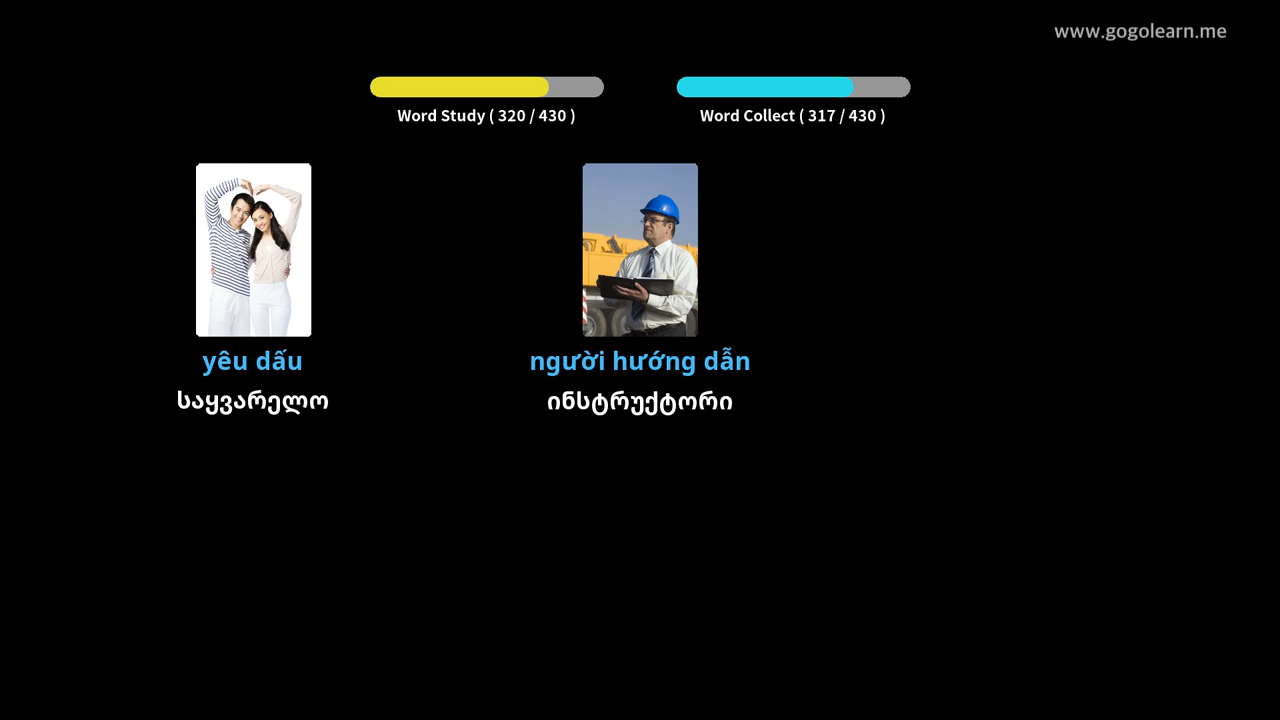 www.gogolearn.me
Word Study ( 320 / 430 )
Word Collect ( 317 / 430 )
yêu dấu
საყვარელო
người hướng dẫn
ინსტრუქტორი